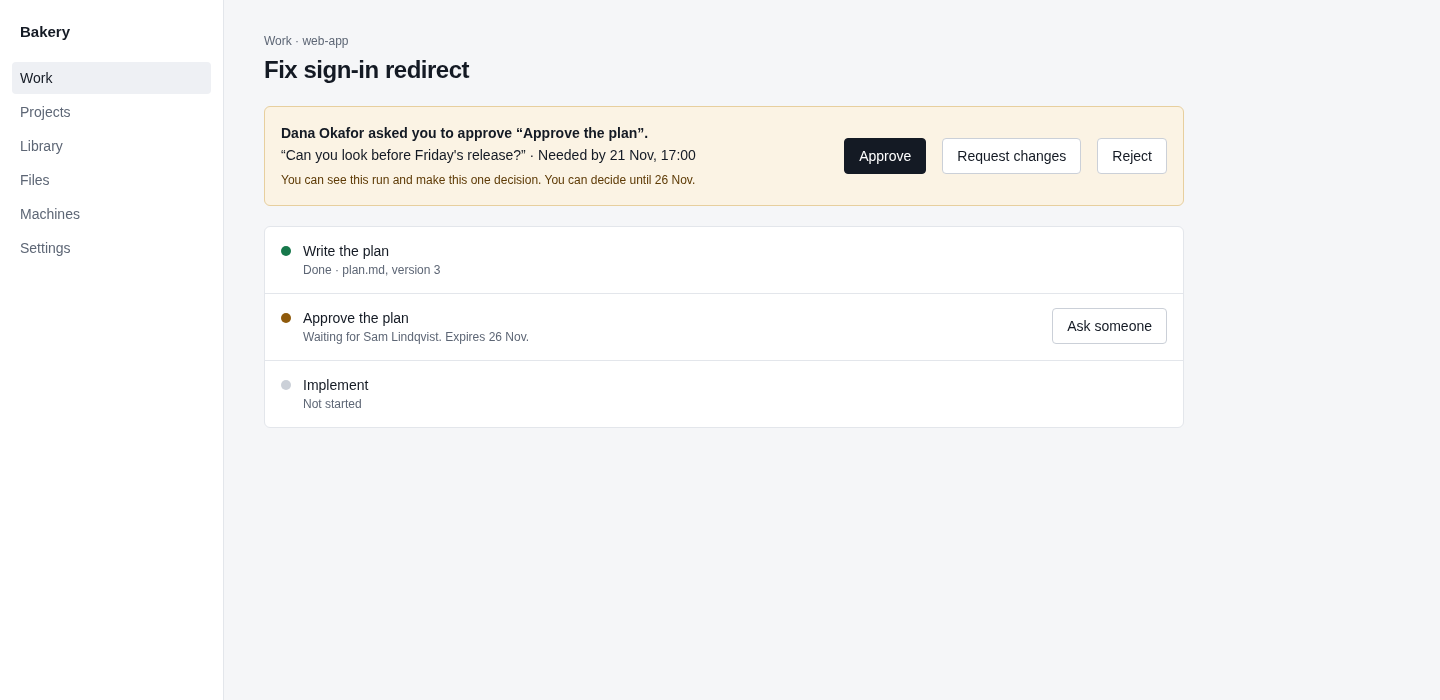 Bakery
Work
Projects
Library
Files
Machines
Settings
Work · web-app
Fix sign-in redirect
Dana Okafor asked you to approve “Approve the plan”.
“Can you look before Friday's release?” · Needed by 21 Nov, 17:00
You can see this run and make this one decision. You can decide until 26 Nov.
Approve
Request changes
Reject
Write the plan
Done · plan.md, version 3
Approve the plan
Waiting for Sam Lindqvist. Expires 26 Nov.
Ask someone
Implement
Not started